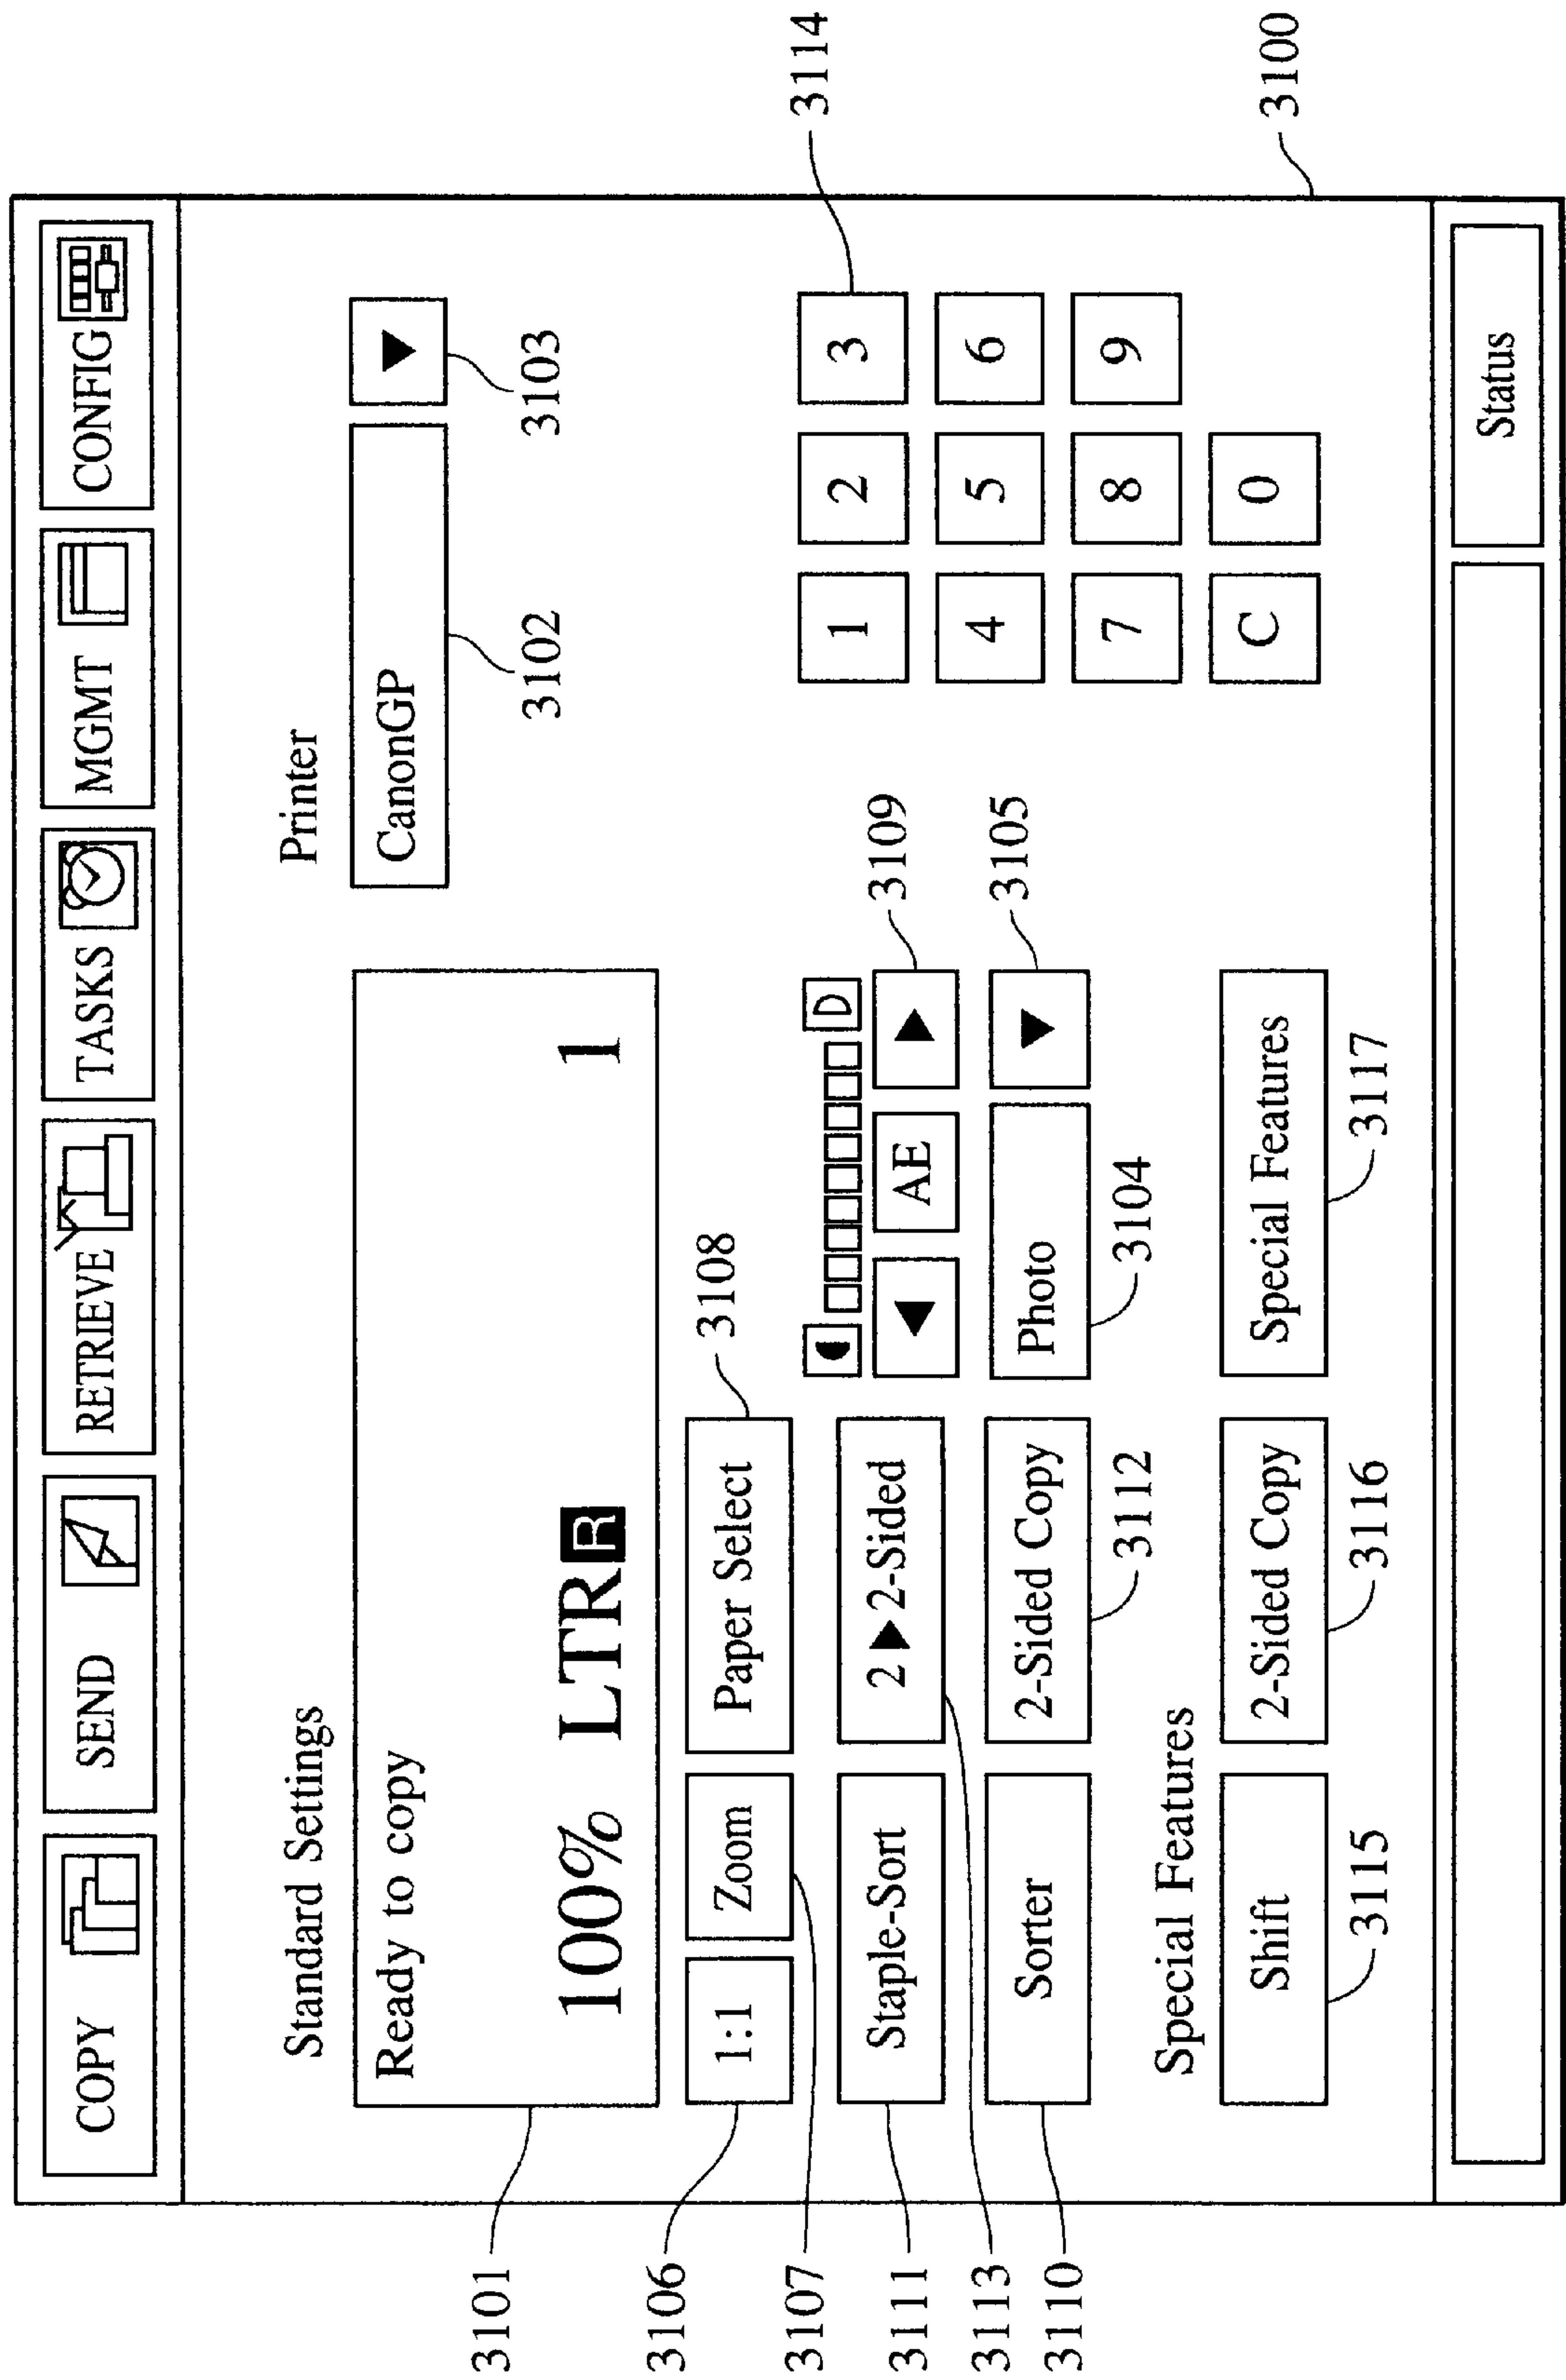 COPY SEND RETRIEVE TASKS MGMT CONFIG
Standard Settings
Printer
Ready to copy
100% LTRR 1
CanonGP ▼
3101
3102
3103
1:1 Zoom Paper Select
3106
3107
3108
D
◀ AE ▶
3109
Staple-Sort 2▶2-Sided
3111
3113
Sorter 2-Sided Copy Photo ▼
3110
3112
3104
3105
1 2 3
4 5 6
7 8 9
C 0
3114
Special Features
Shift 2-Sided Copy Special Features
3115
3116
3117
Status
3100